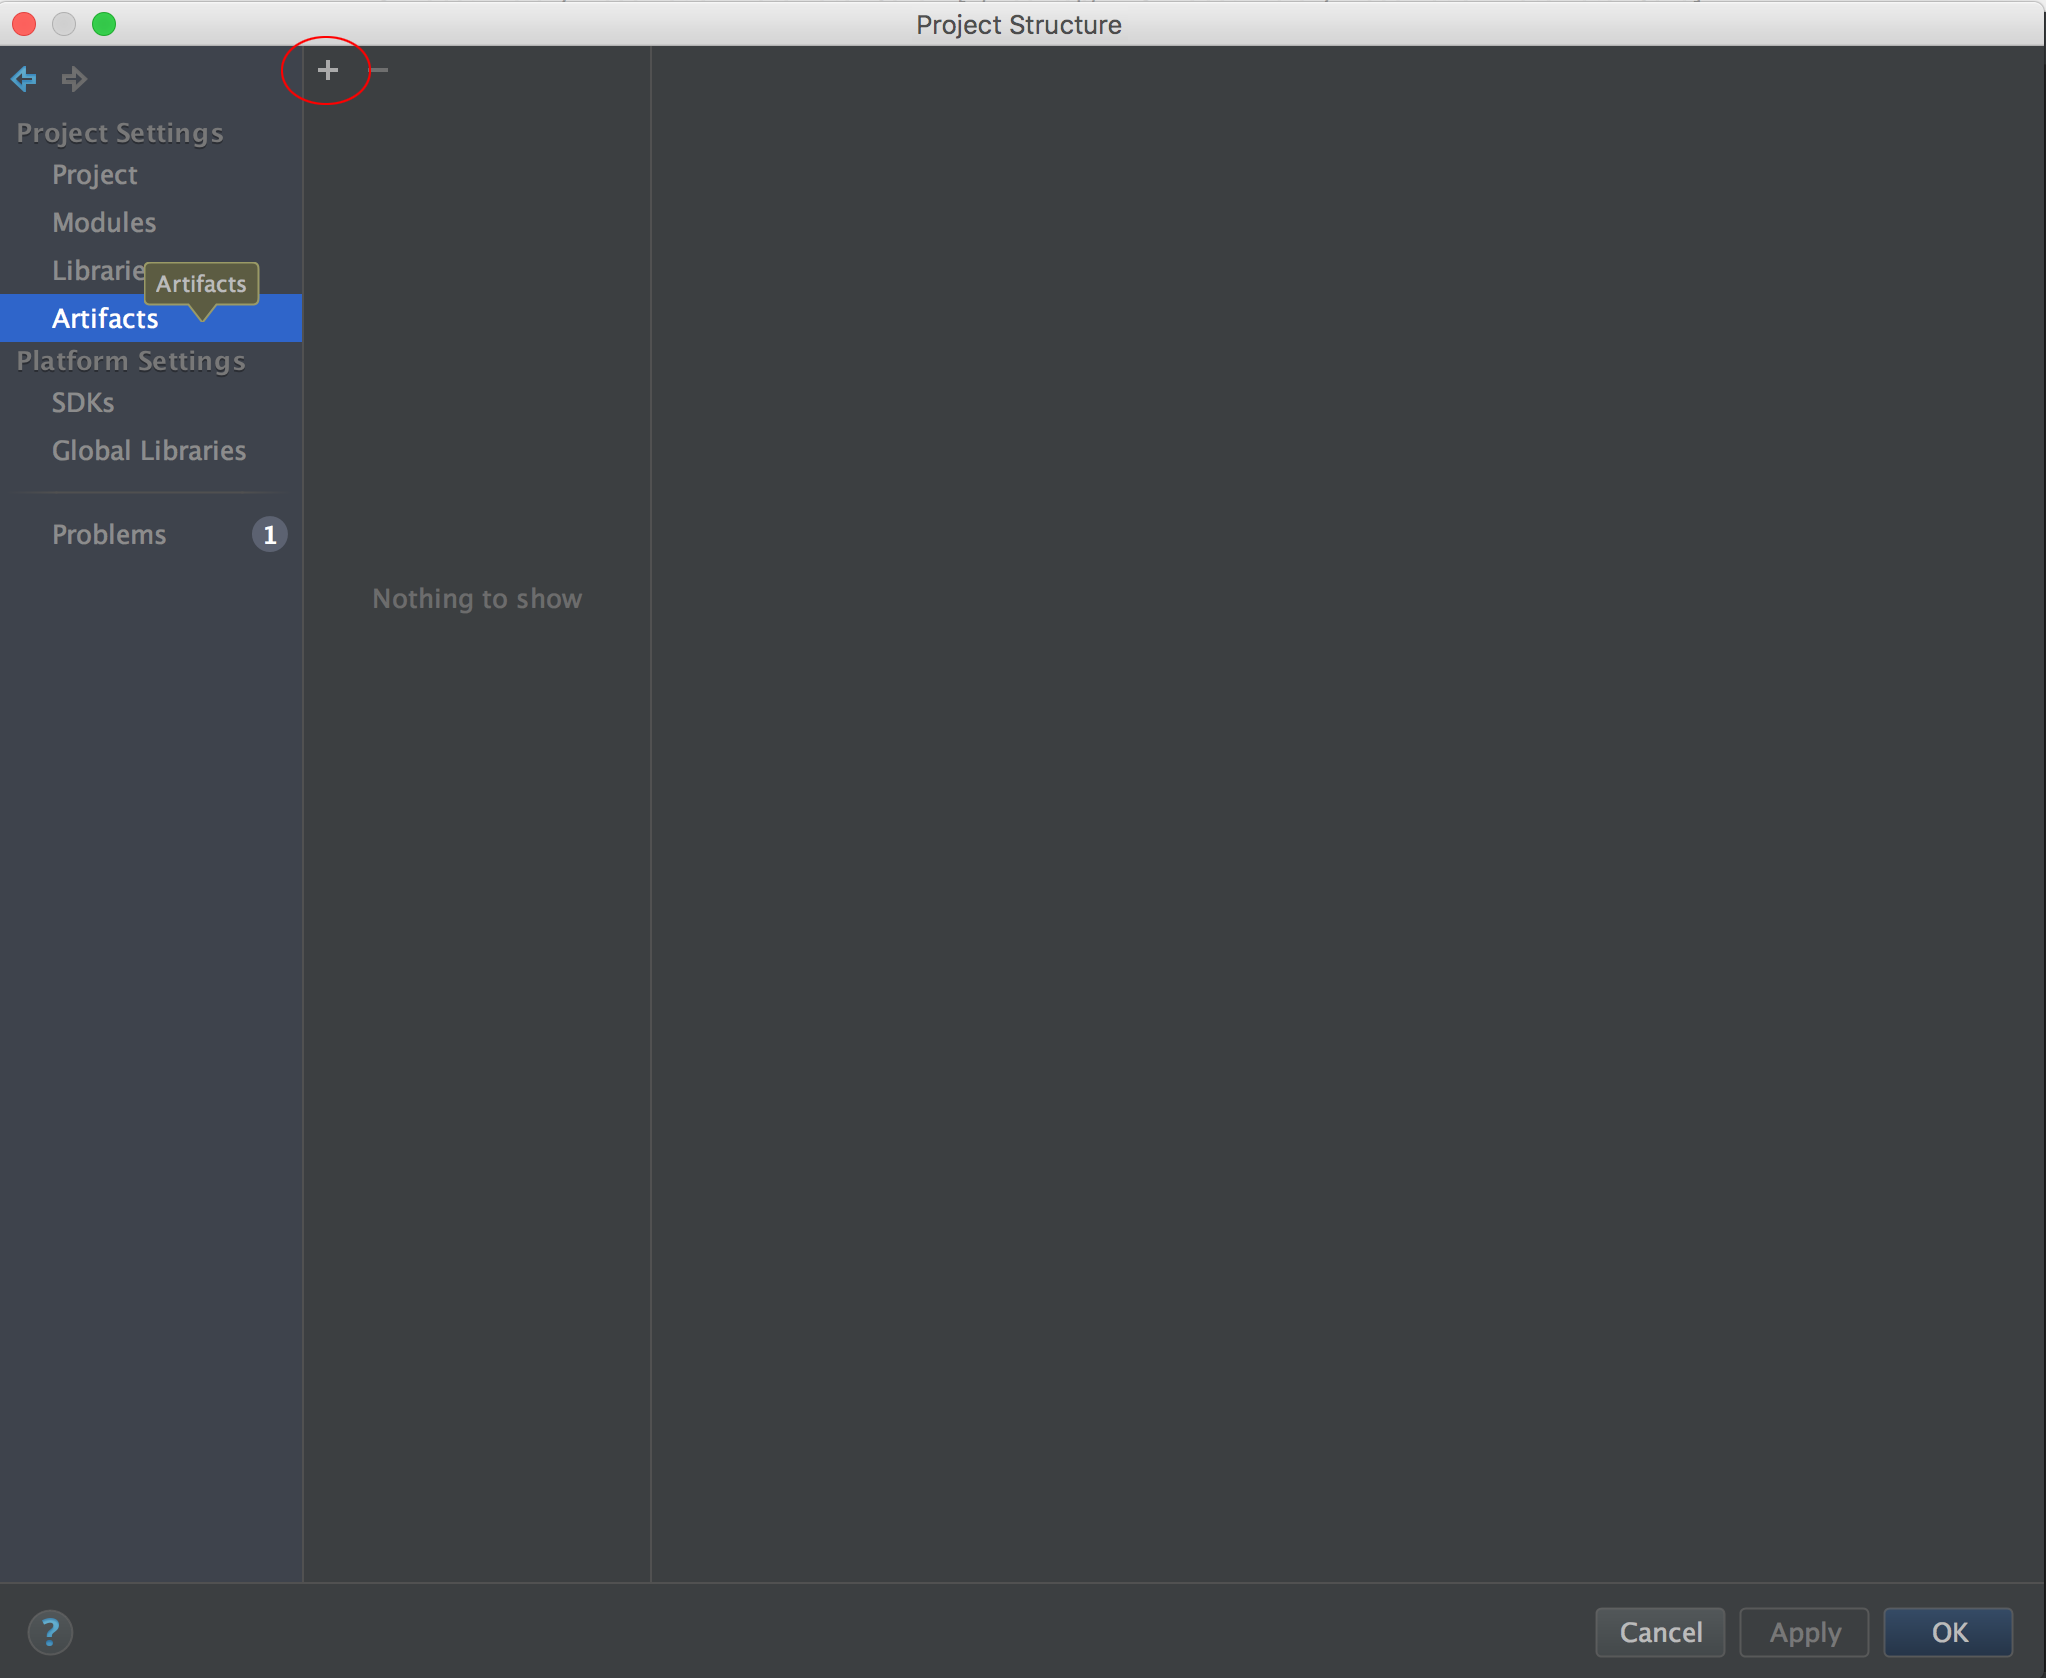 Project Structure
Project Settings
Project
Modules
Librarie
Artifacts
Artifacts
Platform Settings
SDKs
Global Libraries
Problems 1
Nothing to show
?
Cancel Apply OK